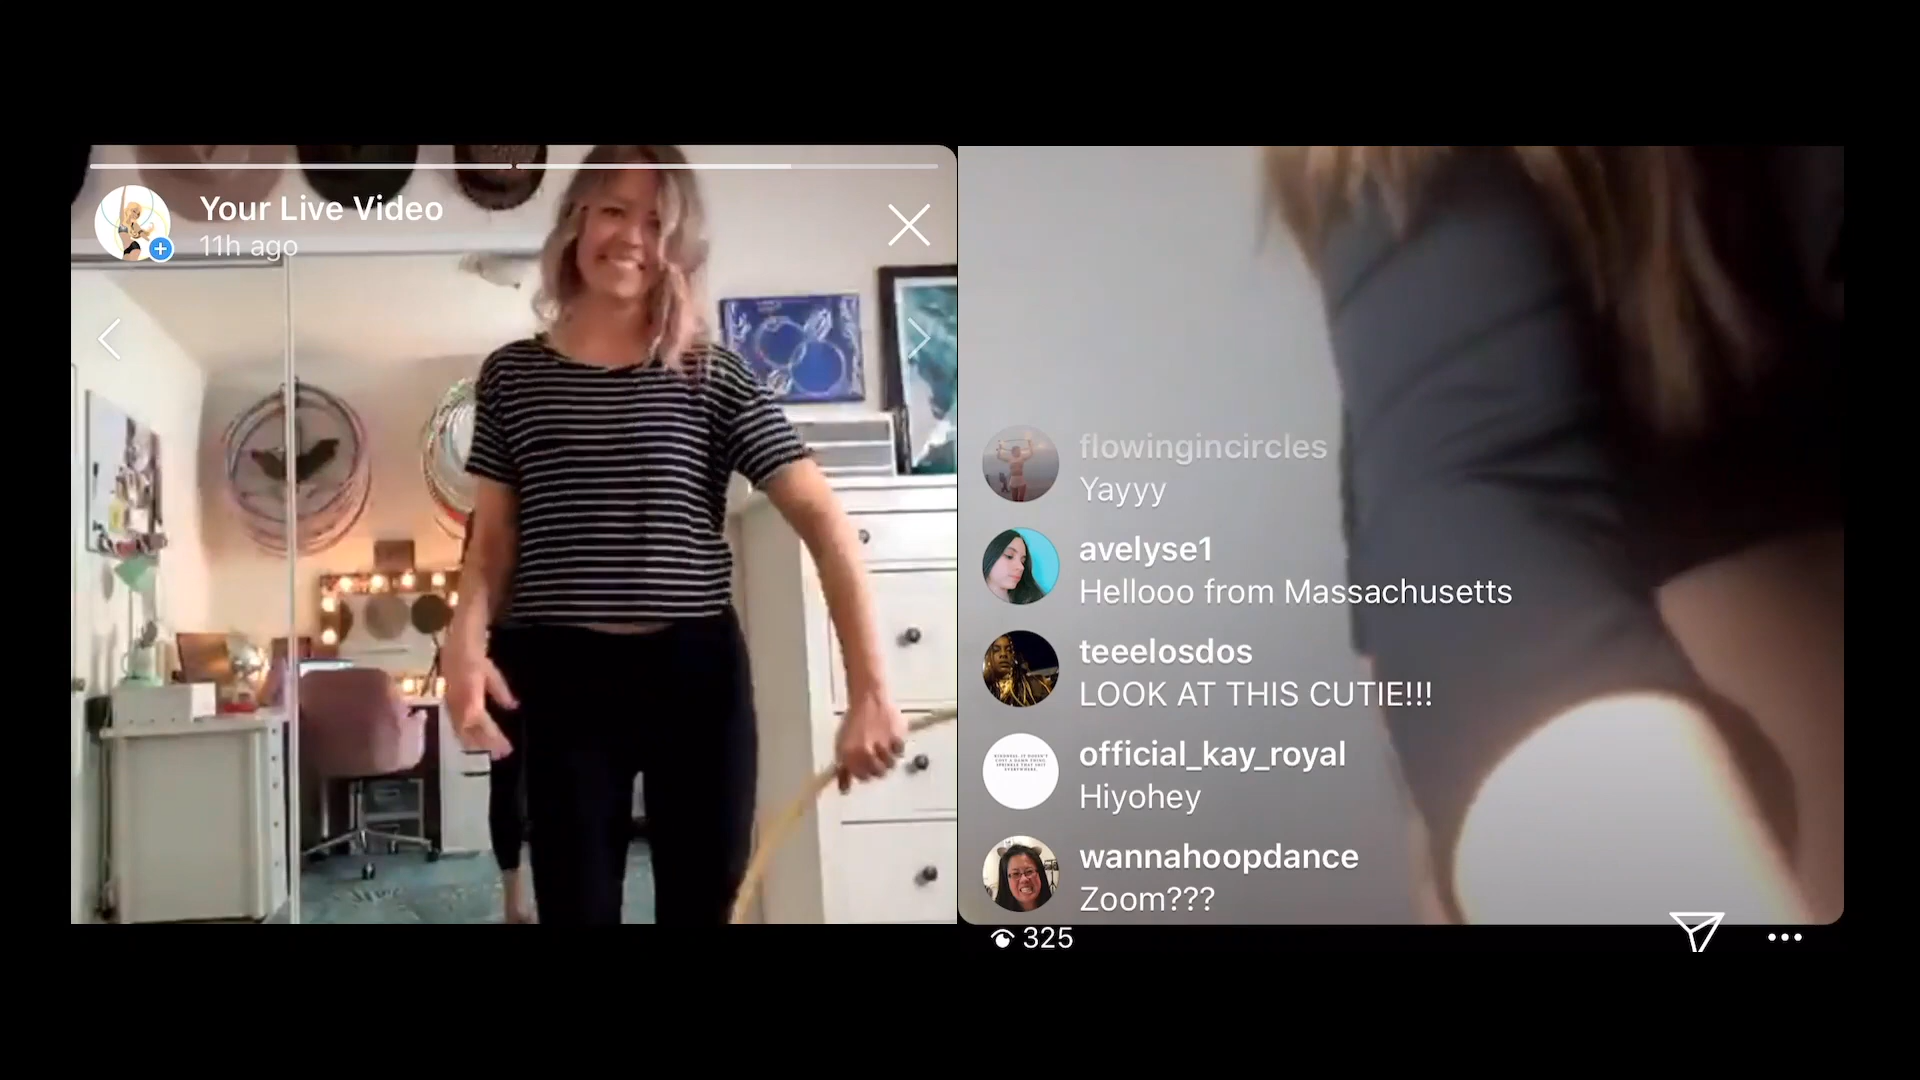 Your Live Video
11h ago
flowingincircles
Yayyy
avelyse1
Hellooo from Massachusetts
teeelosdos
LOOK AT THIS CUTIE!!!
official_kay_royal
Hiyohey
wannahoopdance
Zoom???
325